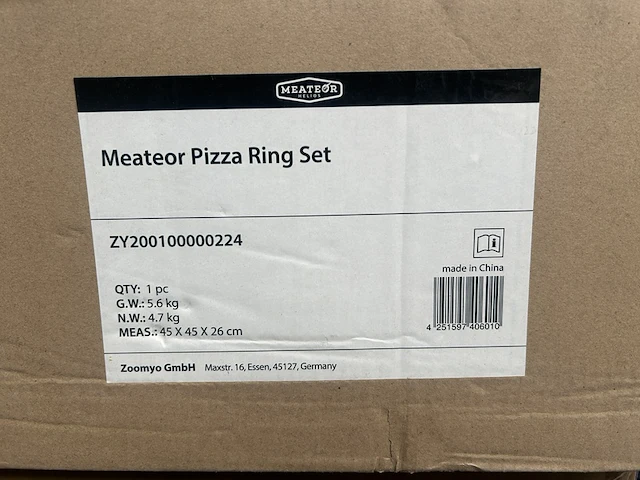 METEOR
HELIOS
Meateor Pizza Ring Set
ZY200100000224
made in China
QTY: 1 pc
G.W.: 5.6 kg
N.W.: 4.7 kg
MEAS.: 45 X 45 X 26 cm
4 251597 406010
Zoomyo GmbH Maxstr. 16, Essen, 45127, Germany